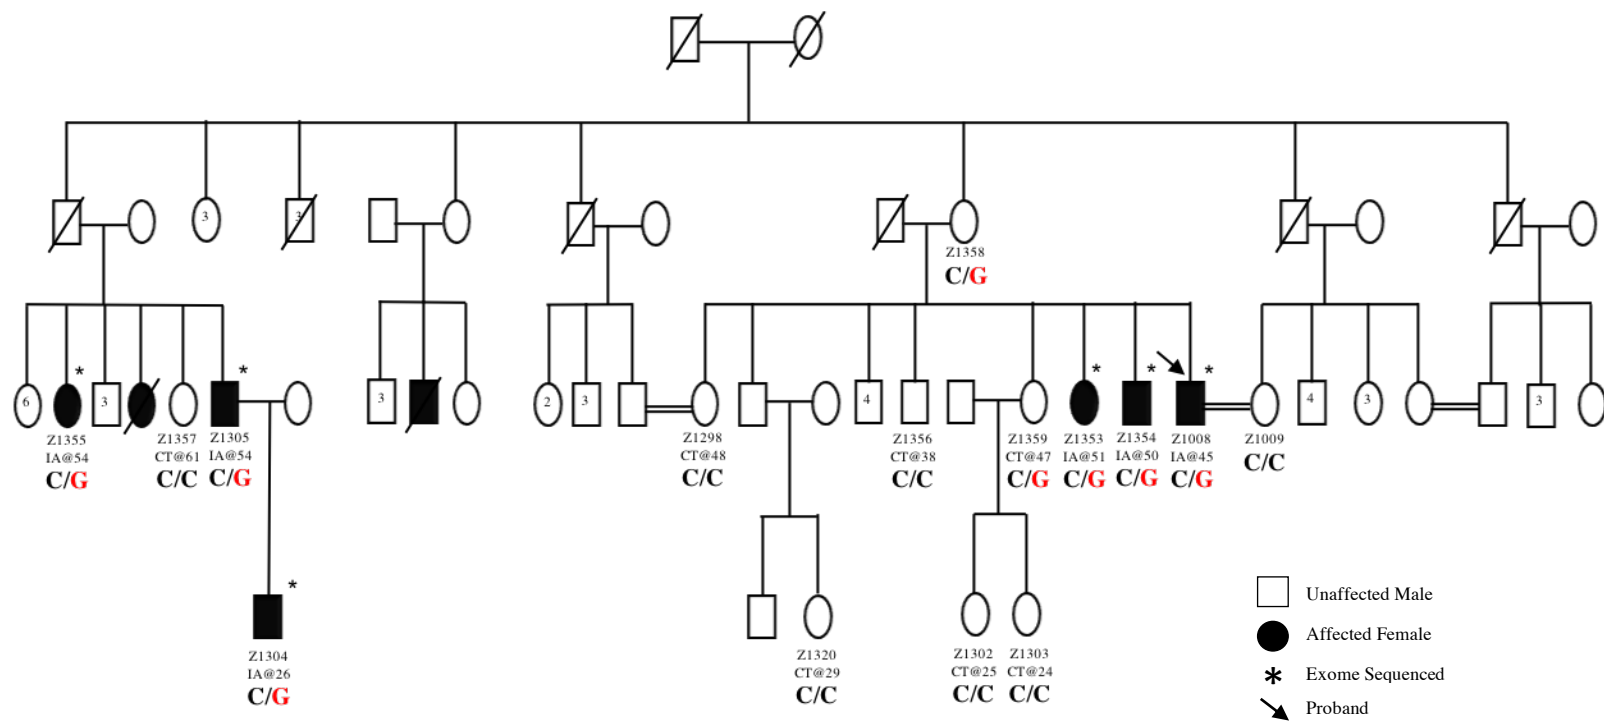 3
3
Z1358
C/G
6
*
3
*
3
2
3
4
*
*
*
4
3
3
Z1355
IA@54
C/G
Z1357
CT@61
C/C
Z1305
IA@54
C/G
Z1298
CT@48
C/C
Z1356
CT@38
C/C
Z1359
CT@47
C/G
Z1353
IA@51
C/G
Z1354
IA@50
C/G
Z1008
IA@45
C/G
Z1009
C/C
*
Z1304
IA@26
C/G
Z1320
CT@29
C/C
Z1302
CT@25
C/C
Z1303
CT@24
C/C
Unaffected Male
Affected Female
* Exome Sequenced
Proband